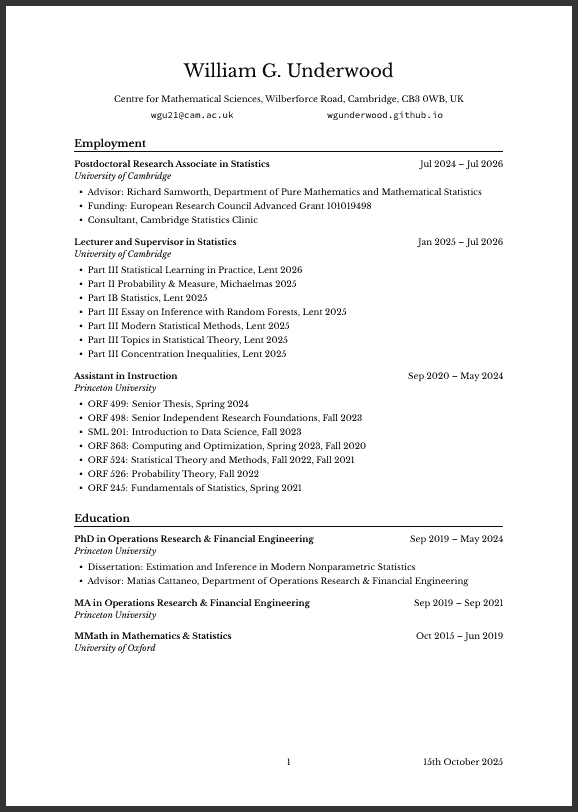 William G. Underwood
Centre for Mathematical Sciences, Wilberforce Road, Cambridge, CB3 0WB, UK
wgu21@cam.ac.uk wgunderwood.github.io
Employment
Postdoctoral Research Associate in Statistics Jul 2024 – Jul 2026
University of Cambridge
• Advisor: Richard Samworth, Department of Pure Mathematics and Mathematical Statistics
• Funding: European Research Council Advanced Grant 101019498
• Consultant, Cambridge Statistics Clinic
Lecturer and Supervisor in Statistics Jan 2025 – Jul 2026
University of Cambridge
• Part III Statistical Learning in Practice, Lent 2026
• Part II Probability & Measure, Michaelmas 2025
• Part IB Statistics, Lent 2025
• Part III Essay on Inference with Random Forests, Lent 2025
• Part III Modern Statistical Methods, Lent 2025
• Part III Topics in Statistical Theory, Lent 2025
• Part III Concentration Inequalities, Lent 2025
Assistant in Instruction Sep 2020 – May 2024
Princeton University
• ORF 499: Senior Thesis, Spring 2024
• ORF 498: Senior Independent Research Foundations, Fall 2023
• SML 201: Introduction to Data Science, Fall 2023
• ORF 363: Computing and Optimization, Spring 2023, Fall 2020
• ORF 524: Statistical Theory and Methods, Fall 2022, Fall 2021
• ORF 526: Probability Theory, Fall 2022
• ORF 245: Fundamentals of Statistics, Spring 2021
Education
PhD in Operations Research & Financial Engineering Sep 2019 – May 2024
Princeton University
• Dissertation: Estimation and Inference in Modern Nonparametric Statistics
• Advisor: Matias Cattaneo, Department of Operations Research & Financial Engineering
MA in Operations Research & Financial Engineering Sep 2019 – Sep 2021
Princeton University
MMath in Mathematics & Statistics Oct 2015 – Jun 2019
University of Oxford
1 15th October 2025